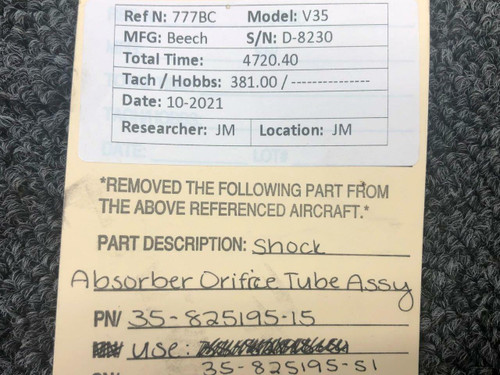 Ref N: 777BC Model: V35
MFG: Beech S/N: D-8230
Total Time: 4720.40
Tach / Hobbs: 381.00 / ---------------
Date: 10-2021
Researcher: JM Location: JM
DATE: LOT#
*REMOVED THE FOLLOWING PART FROM
THE ABOVE REFERENCED AIRCRAFT.*
PART DESCRIPTION: Shock
Absorber Orifice Tube Assy
PN/ 35-825195-15
use:
35-825195-51